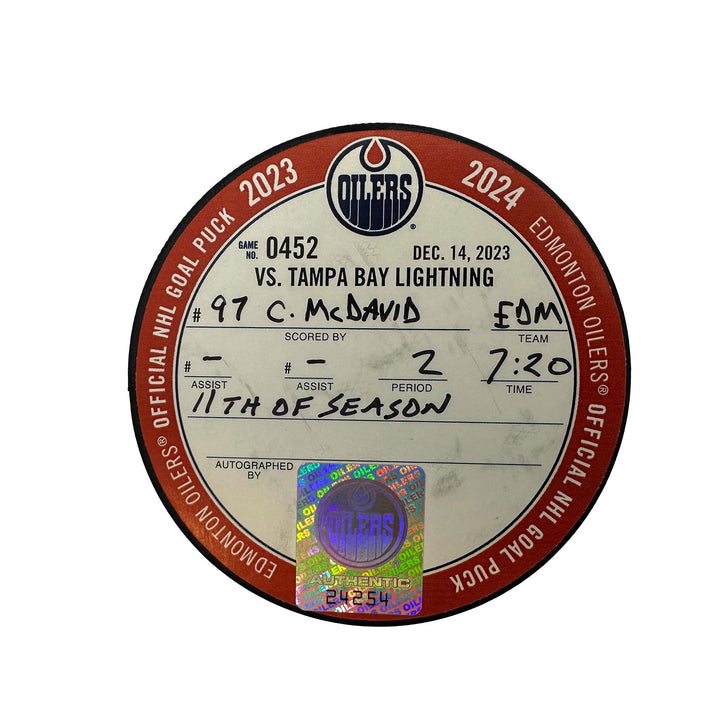 2023 2024
OILERS®
GAME NO. 0452 DEC. 14, 2023
VS. TAMPA BAY LIGHTNING
# 97 C. McDAVID EDM
SCORED BY TEAM
# – # – 2 7:20
ASSIST ASSIST PERIOD TIME
11TH OF SEASON
AUTOGRAPHED BY
OILERS
AUTHENTIC
24254
EDMONTON OILERS® OFFICIAL NHL GOAL PUCK
EDMONTON OILERS® OFFICIAL NHL GOAL PUCK